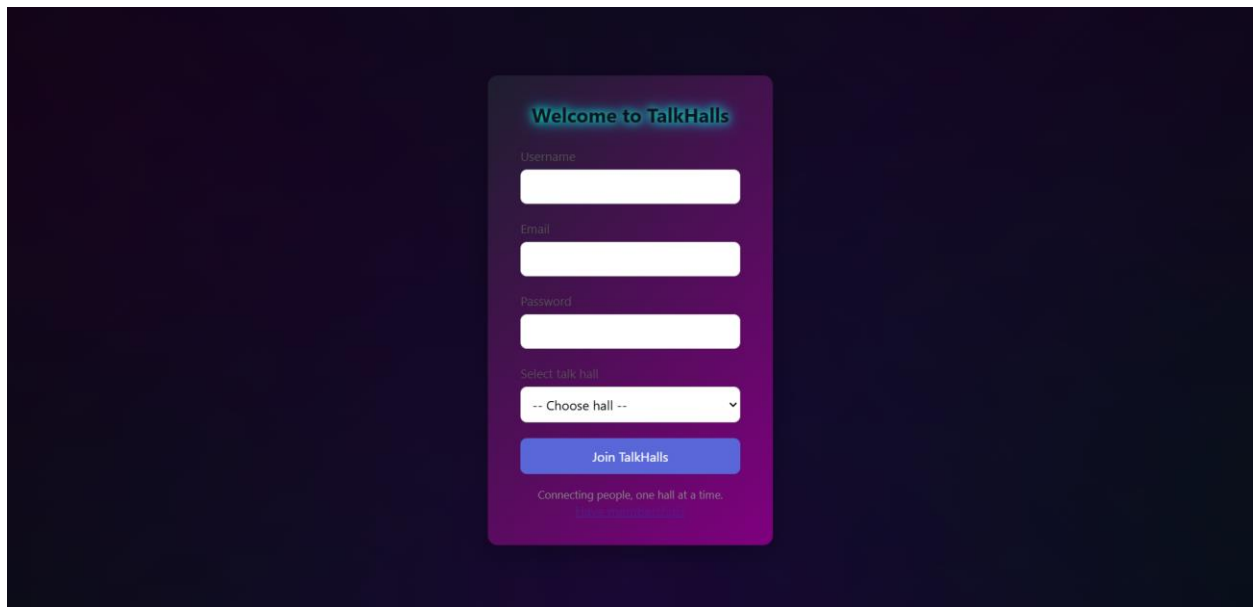 Welcome to TalkHalls
Username
Email
Password
Select talk hall
-- Choose hall --
Join TalkHalls
Connecting people, one hall at a time.